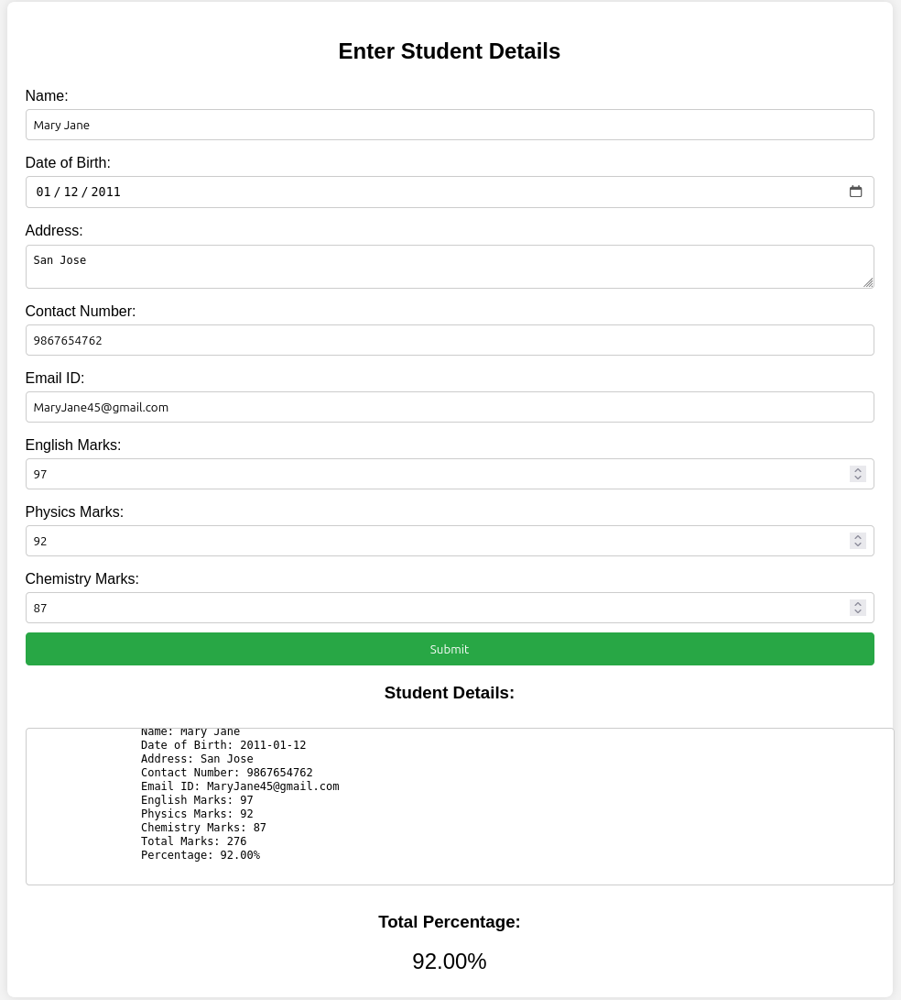 Enter Student Details
Name:
Mary Jane
Date of Birth:
01 / 12 / 2011
Address:
San Jose
Contact Number:
9867654762
Email ID:
MaryJane45@gmail.com
English Marks:
97
Physics Marks:
92
Chemistry Marks:
87
Submit
Student Details:
Name: Mary Jane
Date of Birth: 2011-01-12
Address: San Jose
Contact Number: 9867654762
Email ID: MaryJane45@gmail.com
English Marks: 97
Physics Marks: 92
Chemistry Marks: 87
Total Marks: 276
Percentage: 92.00%
Total Percentage:
92.00%